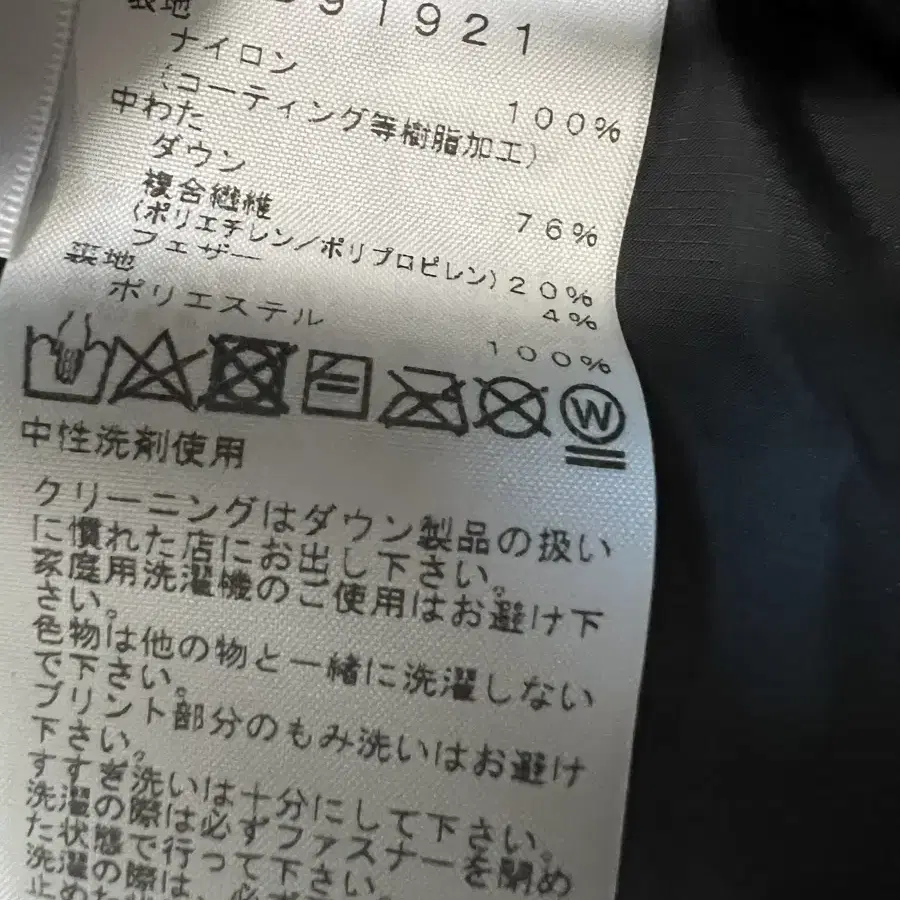 表地 91921
ナイロン 100%
(コーティング等樹脂加工)
中わた
ダウン 76%
複合繊維
(ポリエチレン/ポリプロピレン) 20%
フェザー 4%
裏地
ポリエステル 100%
W
中性洗剤使用
クリーニングはダウン製品の扱い
に慣れた店にお出し下さい。
家庭用洗濯機のご使用はお避け下
さい。
色物は他の物と一緒に洗濯しない
で下さい。
プリント部分のもみ洗いはお避け
下さい。
すすぎ洗いは十分にして下さい。
洗濯の際は必ずファスナーを閉め
た状態で行って下さい。
洗濯の際は、必ず
止めた状